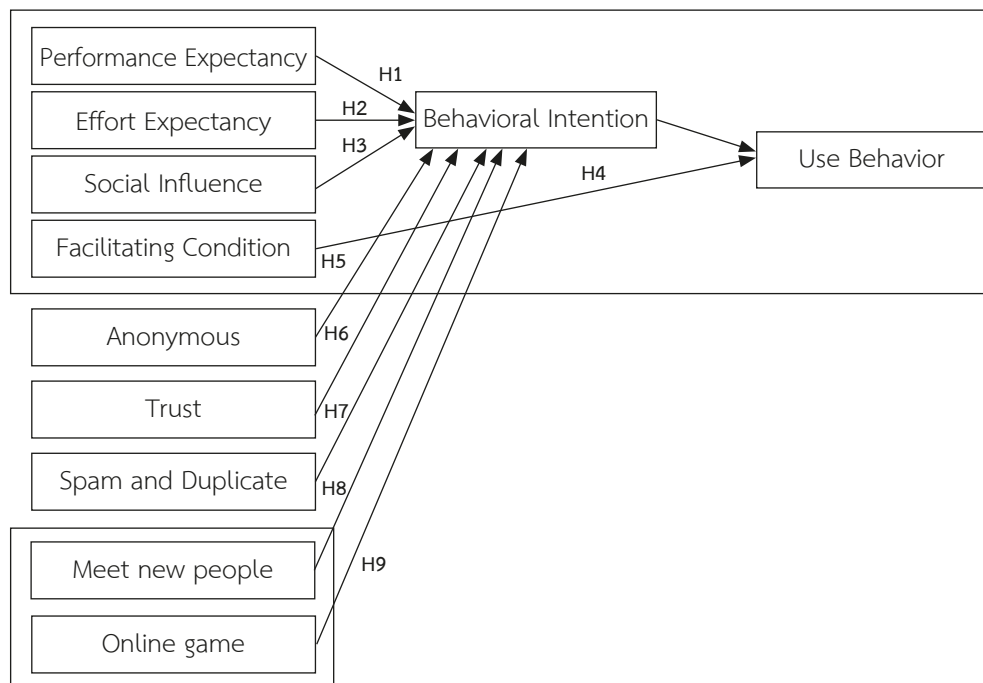 Performance Expectancy
H1
Effort Expectancy
H2
Behavioral Intention
Social Influence
H3
Use Behavior
H4
Facilitating Condition
H5
Anonymous
H6
Trust
H7
Spam and Duplicate
H8
Meet new people
H9
Online game